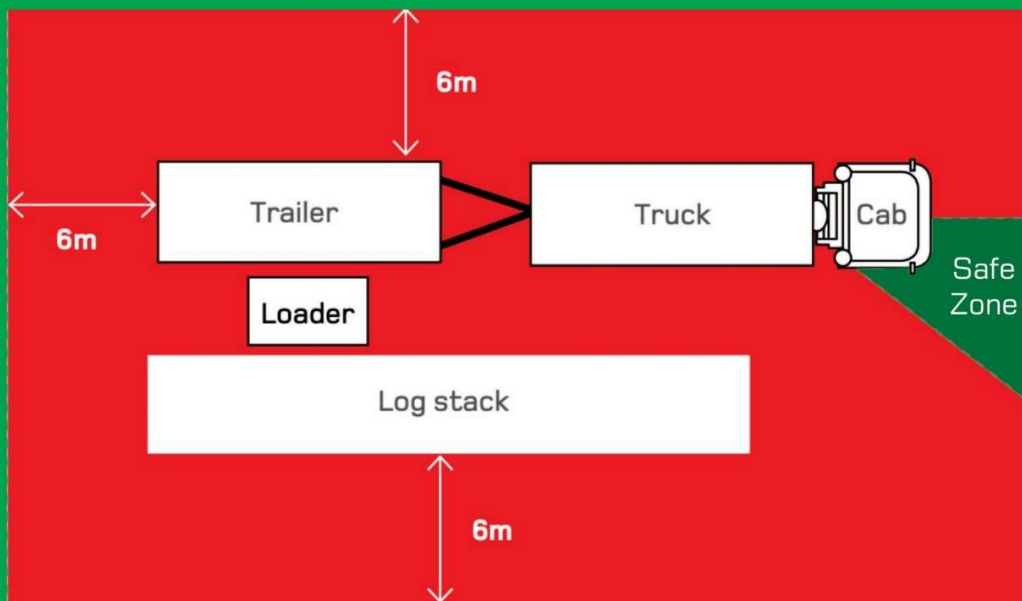 6m
6m
Trailer
Truck
Cab
Safe
Zone
Loader
Log stack
6m